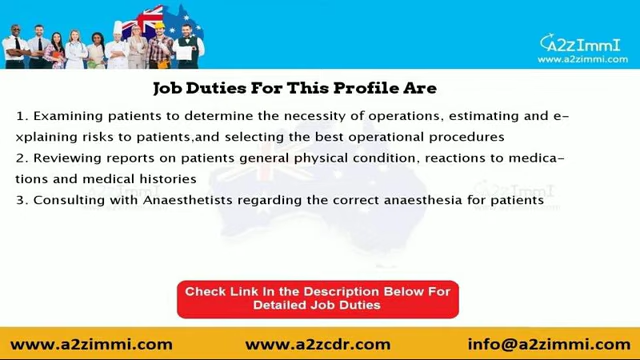 A2zImmI
www.a2zimmi.com
Job Duties For This Profile Are
1. Examining patients to determine the necessity of operations, estimating and e-
xplaining risks to patients,and selecting the best operational procedures
2. Reviewing reports on patients general physical condition, reactions to medica-
tions and medical histories
3. Consulting with Anaesthetists regarding the correct anaesthesia for patients
Check Link In the Description Below For
Detailed Job Duties
www.a2zimmi.com www.a2zcdr.com info@a2zimmi.com